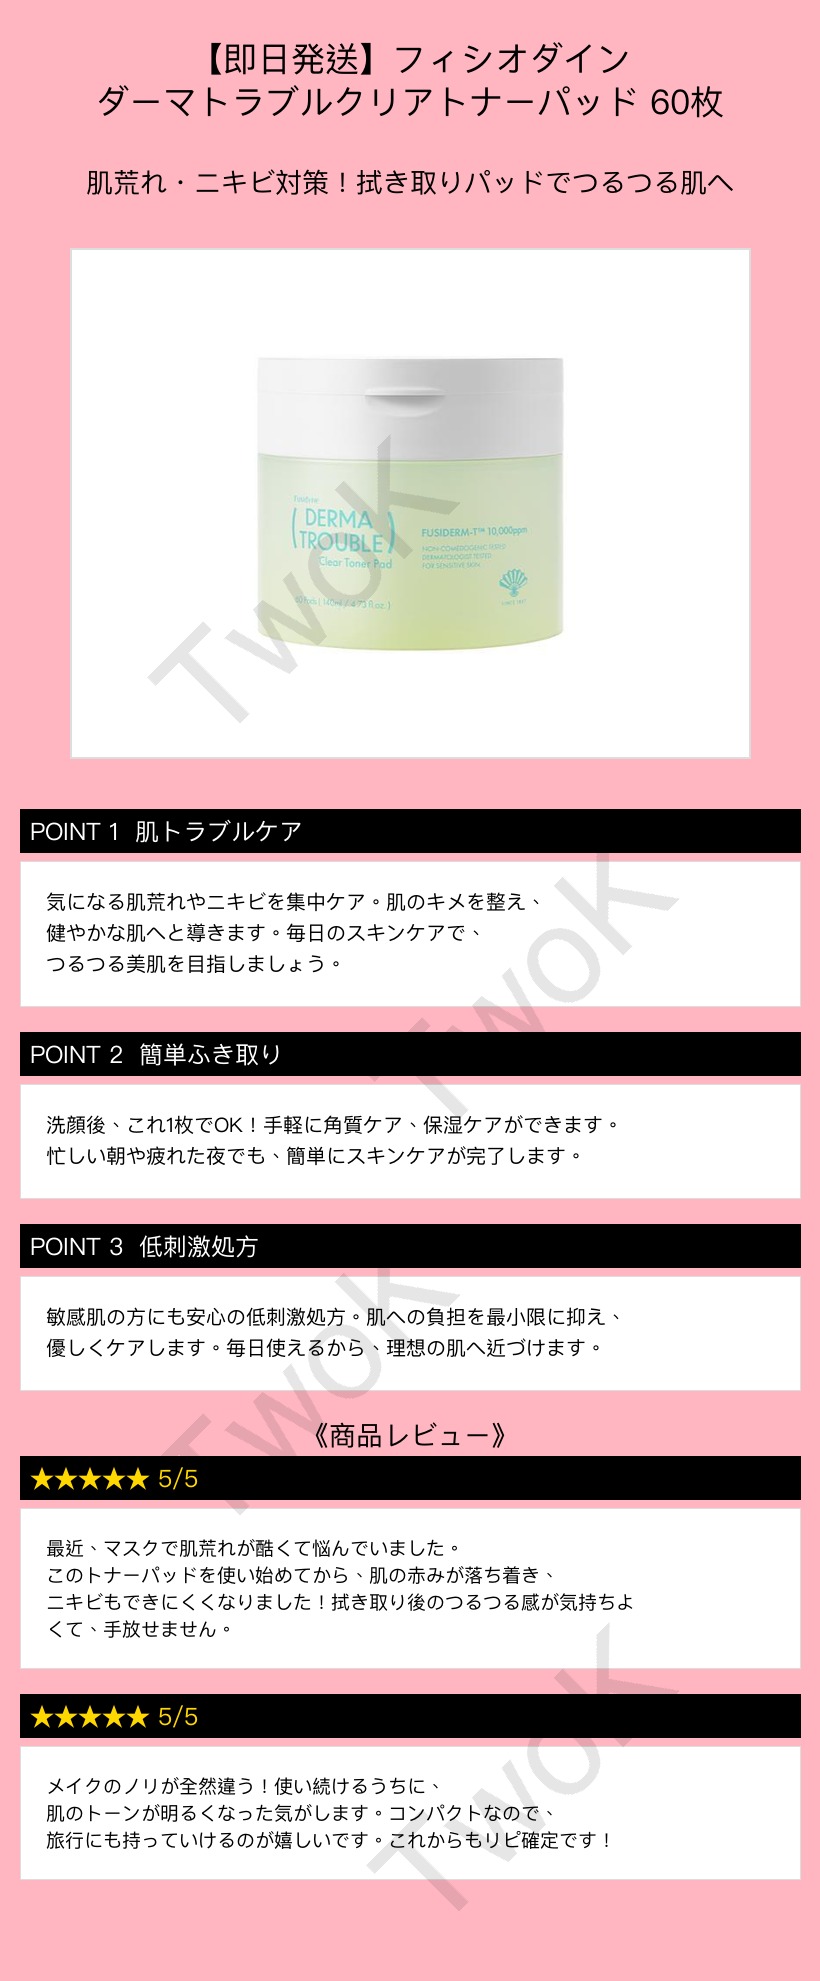 【即日発送】フィシオダイン
ダーマトラブルクリアトナーパッド 60枚
肌荒れ・ニキビ対策！拭き取りパッドでつるつる肌へ
Fusidyne
DERMA
TROUBLE
Clear Toner Pad
60 Pads ( 140ml / 4.73 fl.oz. )
FUSIDERM-T™ 10,000ppm
NON-COMEDOGENIC TESTED
DERMATOLOGIST TESTED
FOR SENSITIVE SKIN
TwoK
POINT 1 肌トラブルケア
気になる肌荒れやニキビを集中ケア。肌のキメを整え、
健やかな肌へと導きます。毎日のスキンケアで、
つるつる美肌を目指しましょう。
TwoK
POINT 2 簡単ふき取り
洗顔後、これ1枚でOK！手軽に角質ケア、保湿ケアができます。
忙しい朝や疲れた夜でも、簡単にスキンケアが完了します。
POINT 3 低刺激処方
敏感肌の方にも安心の低刺激処方。肌への負担を最小限に抑え、
優しくケアします。毎日使えるから、理想の肌へ近づけます。
TwoK
《商品レビュー》
★★★★★ 5/5
最近、マスクで肌荒れが酷くて悩んでいました。
このトナーパッドを使い始めてから、肌の赤みが落ち着き、
ニキビもできにくくなりました！拭き取り後のつるつる感が気持ちよ
くて、手放せません。
★★★★★ 5/5
メイクのノリが全然違う！使い続けるうちに、
肌のトーンが明るくなった気がします。コンパクトなので、
旅行にも持っていけるのが嬉しいです。これからもリピ確定です！
TwoK